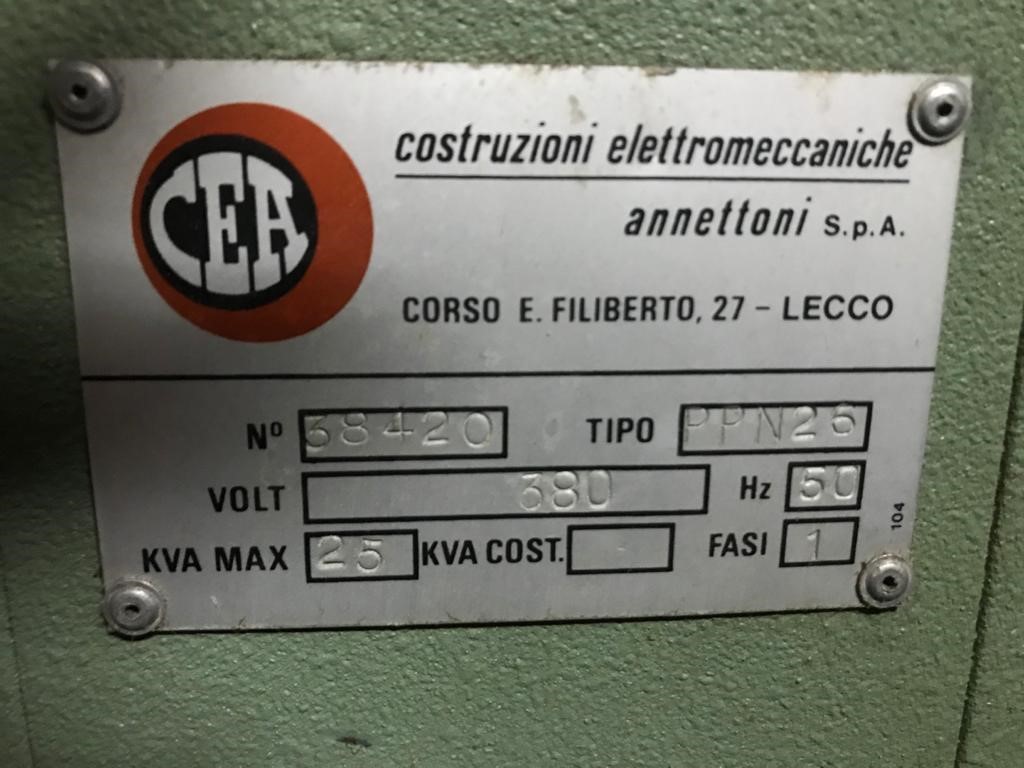 CEA
costruzioni elettromeccaniche
annettoni S.p.A.
CORSO E. FILIBERTO, 27 – LECCO
Nº 38420 TIPO PPN26
VOLT 380 Hz 50
KVA MAX 25 KVA COST. - FASI 1
104